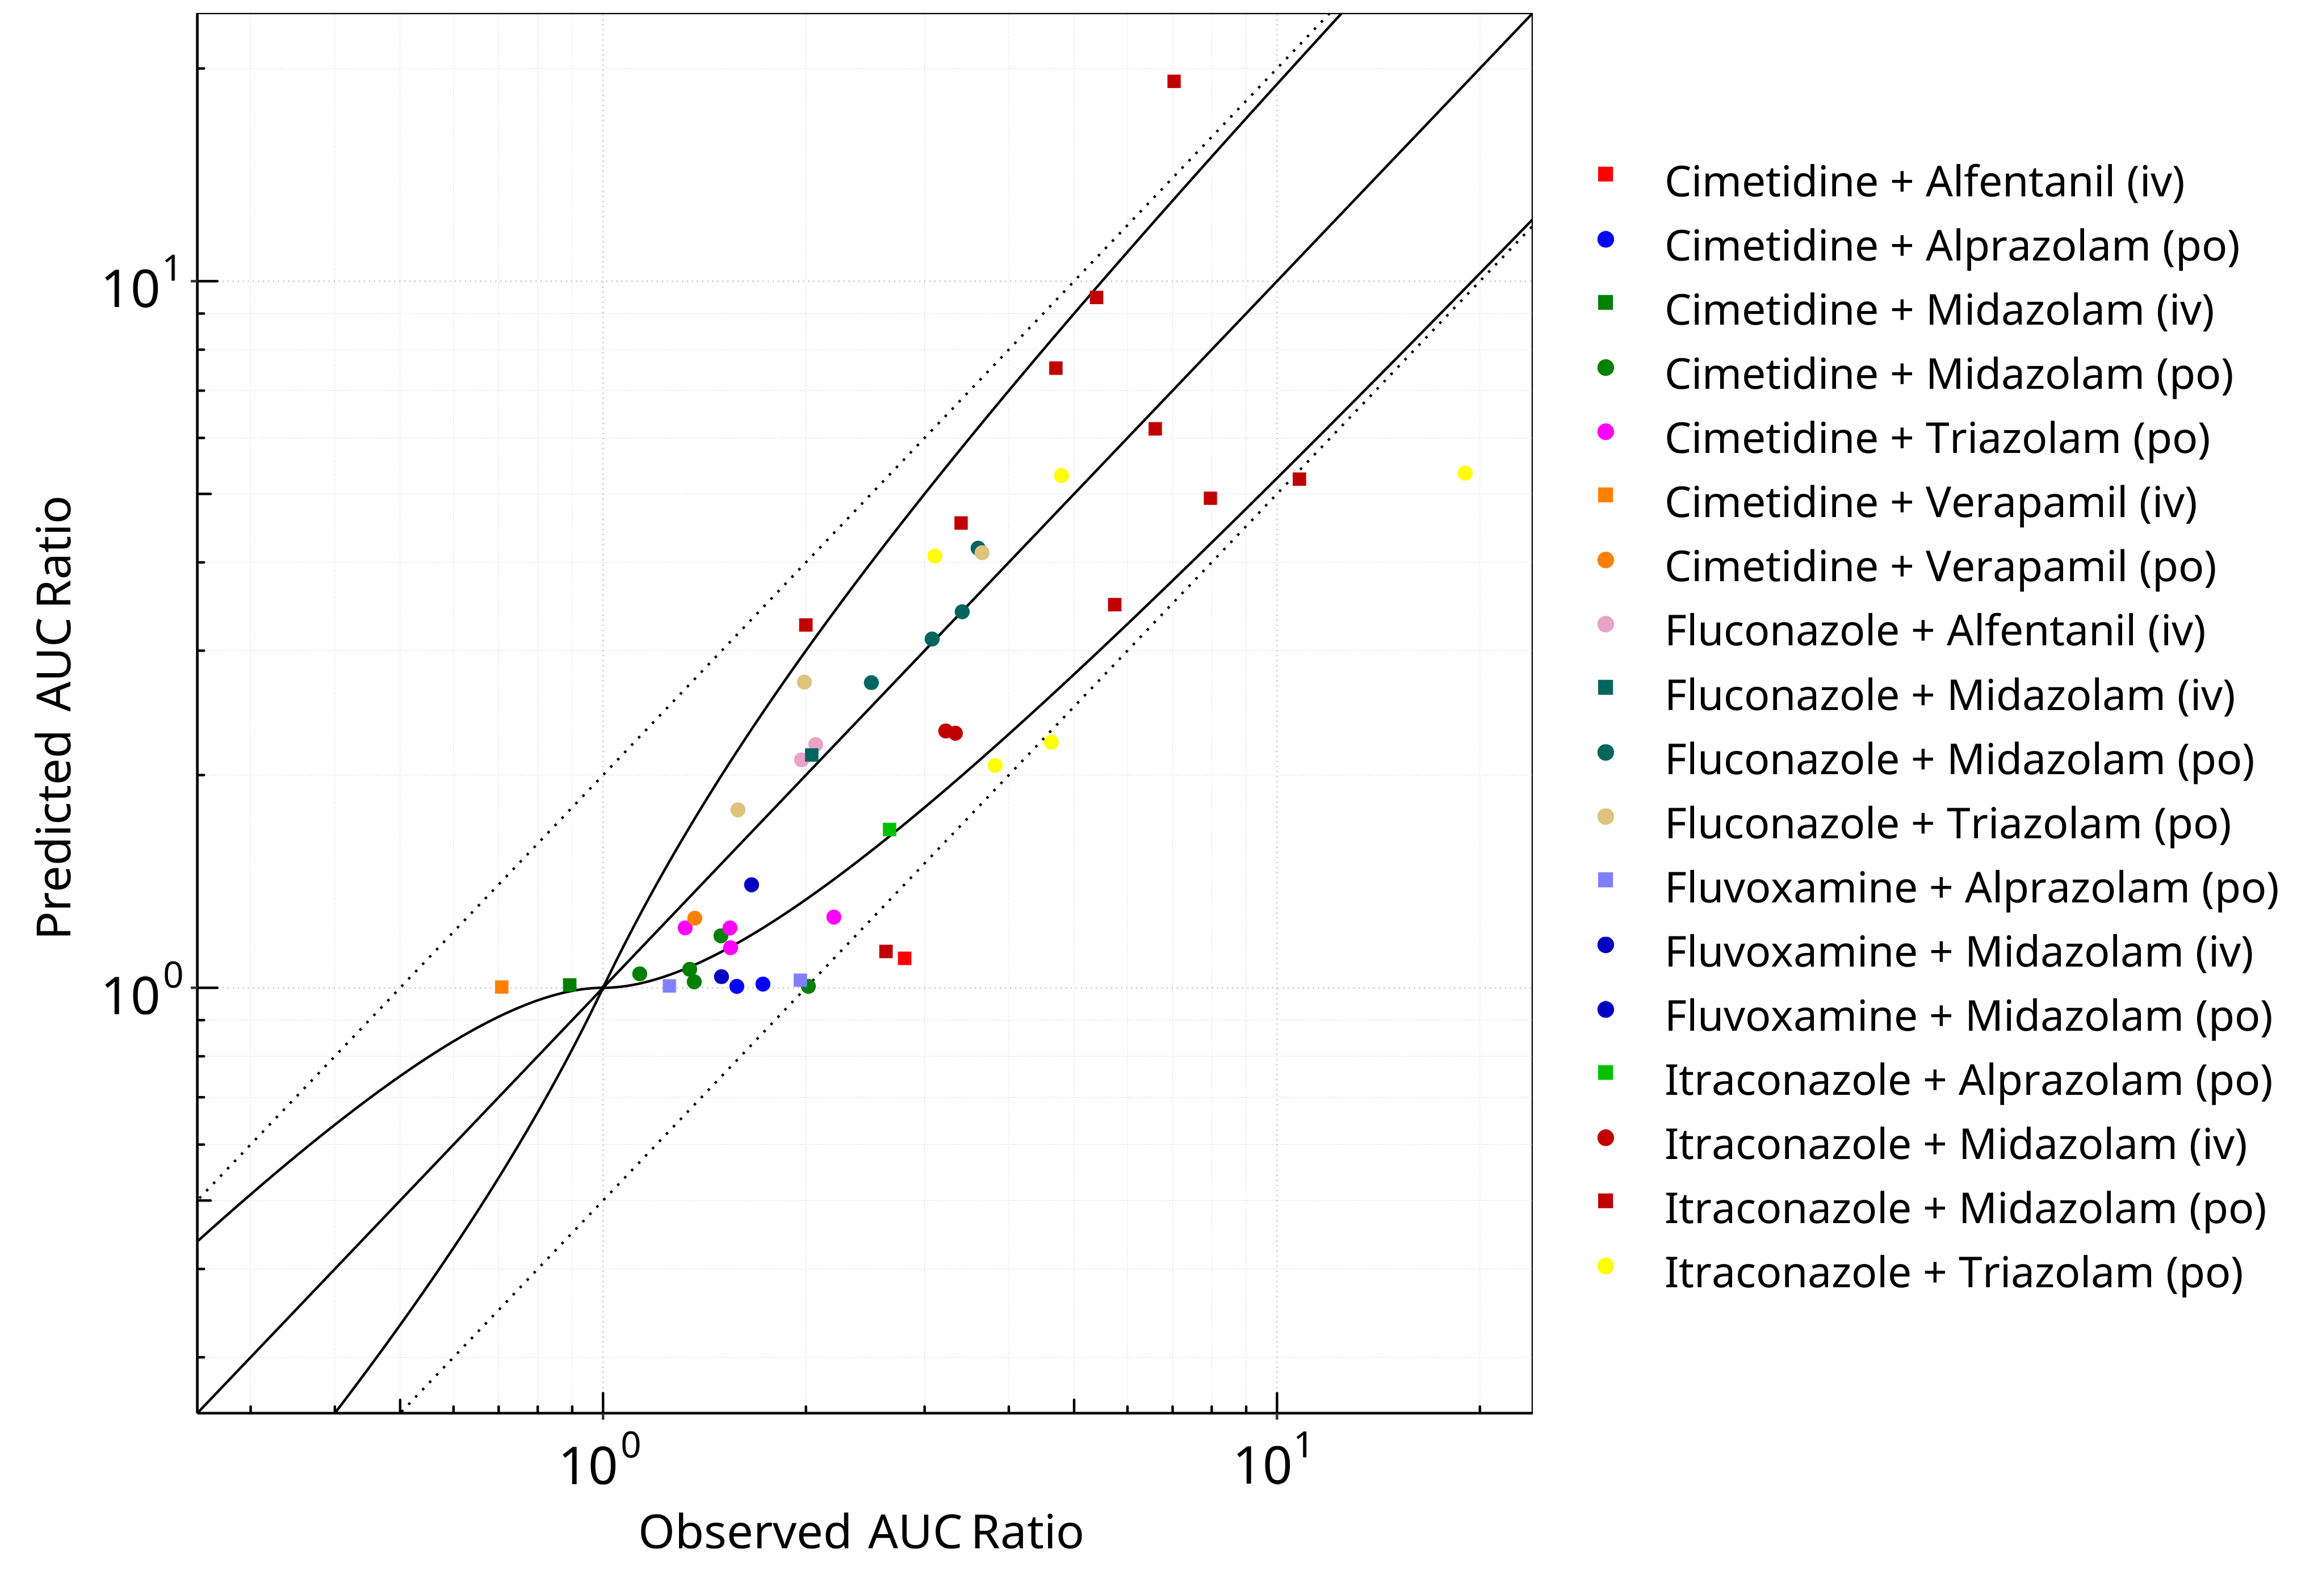 Predicted AUC Ratio
10^1
10^0
10^0
10^1
Observed AUC Ratio
Cimetidine + Alfentanil (iv)
Cimetidine + Alprazolam (po)
Cimetidine + Midazolam (iv)
Cimetidine + Midazolam (po)
Cimetidine + Triazolam (po)
Cimetidine + Verapamil (iv)
Cimetidine + Verapamil (po)
Fluconazole + Alfentanil (iv)
Fluconazole + Midazolam (iv)
Fluconazole + Midazolam (po)
Fluconazole + Triazolam (po)
Fluvoxamine + Alprazolam (po)
Fluvoxamine + Midazolam (iv)
Fluvoxamine + Midazolam (po)
Itraconazole + Alprazolam (po)
Itraconazole + Midazolam (iv)
Itraconazole + Midazolam (po)
Itraconazole + Triazolam (po)